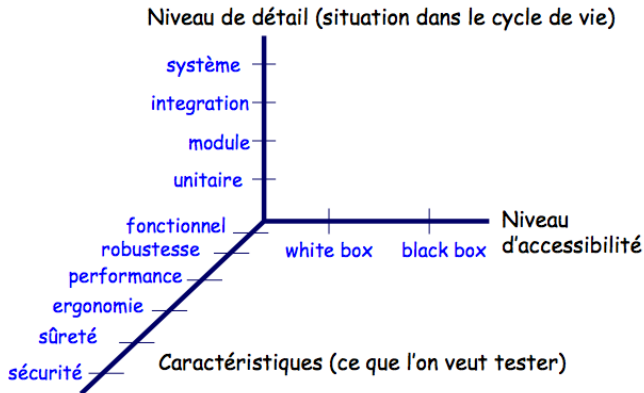 Niveau de détail (situation dans le cycle de vie)
système
integration
module
unitaire
fonctionnel
robustesse
performance
ergonomie
sûreté
sécurité
white box
black box
Niveau
d'accessibilité
Caractéristiques (ce que l'on veut tester)